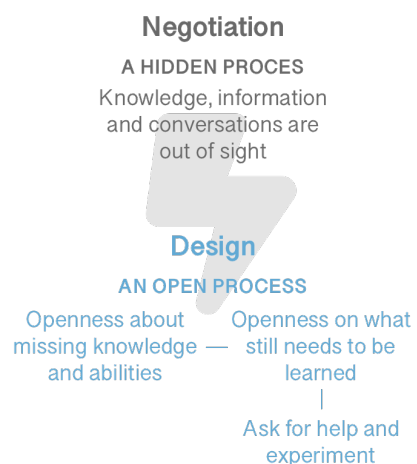 Negotiation
A HIDDEN PROCES
Knowledge, information
and conversations are
out of sight
Design
AN OPEN PROCESS
Openness about
missing knowledge
and abilities
Openness on what
still needs to be
learned
Ask for help and
experiment